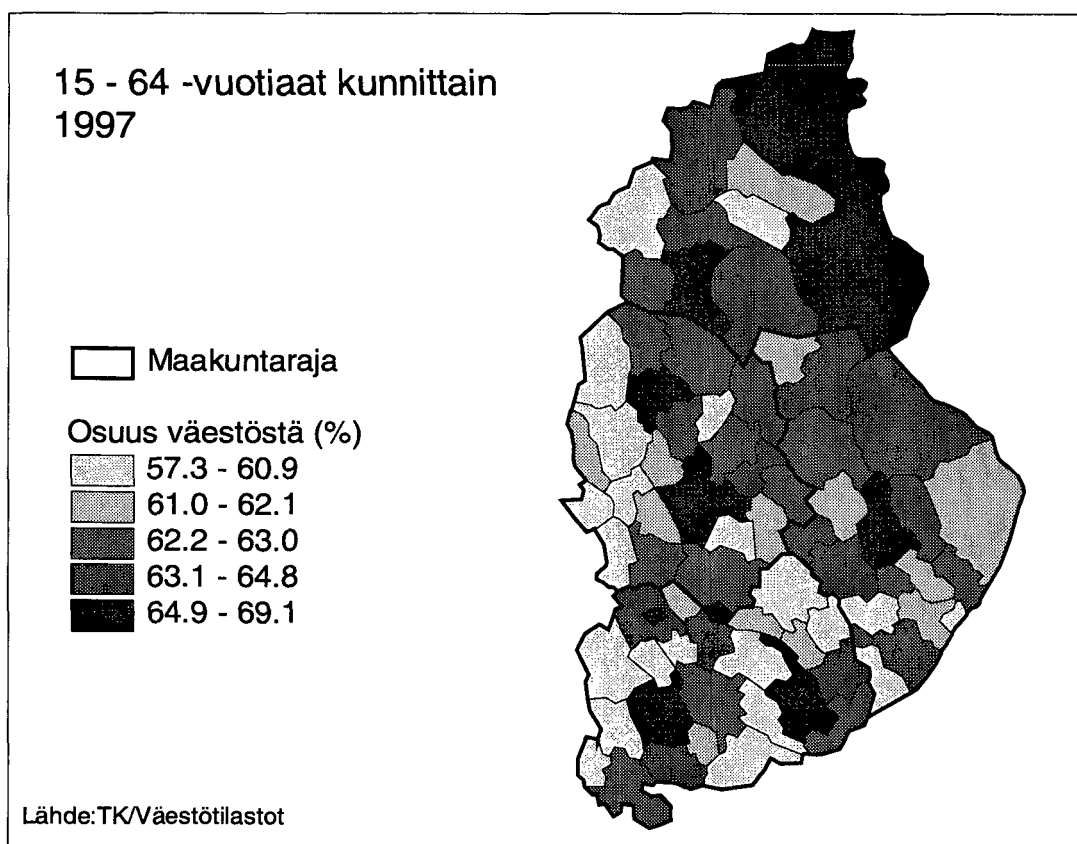 15 - 64 -vuotiaat kunnittain
1997
Maakuntaraja
Osuus väestöstä (%)
57.3 - 60.9
61.0 - 62.1
62.2 - 63.0
63.1 - 64.8
64.9 - 69.1
Lähde:TK/Väestötilastot